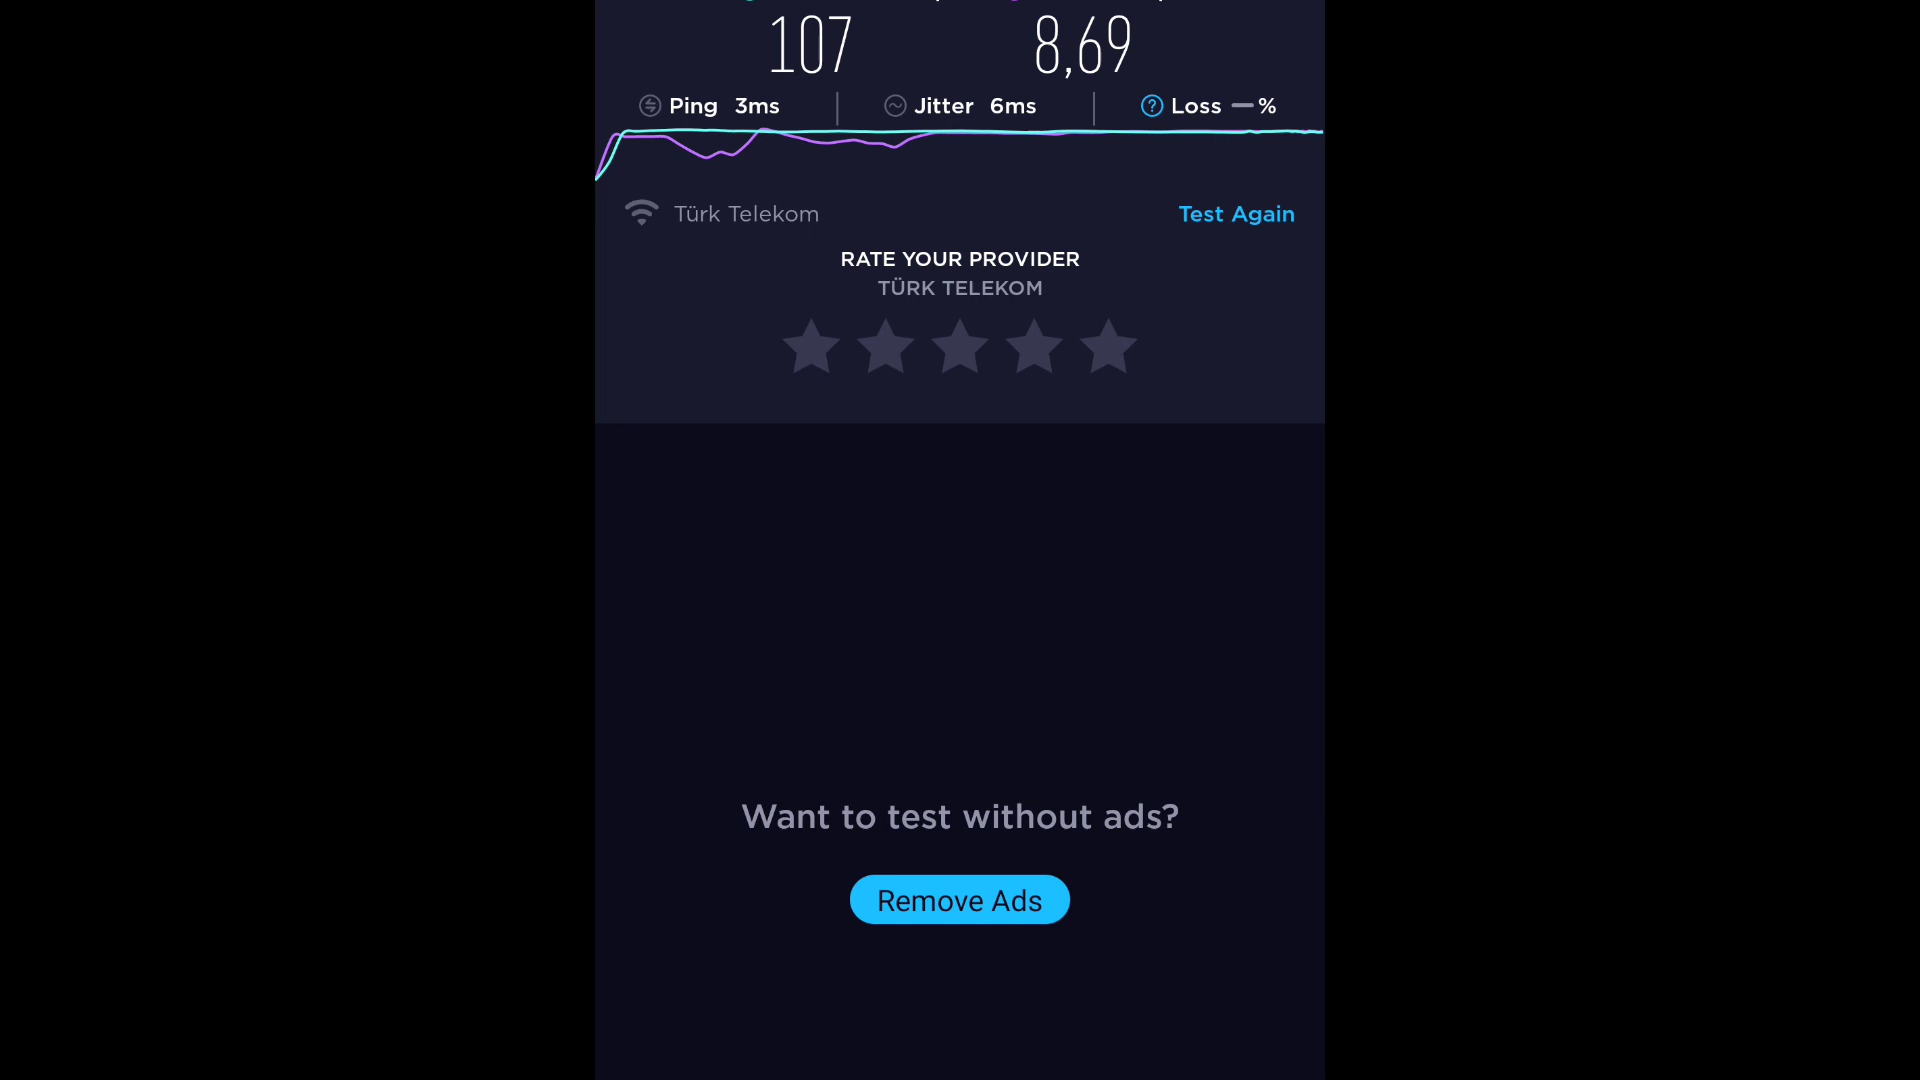 107 8,69
Ping 3ms Jitter 6ms ? Loss —%
Türk Telekom Test Again
RATE YOUR PROVIDER
TÜRK TELEKOM
Want to test without ads?
Remove Ads